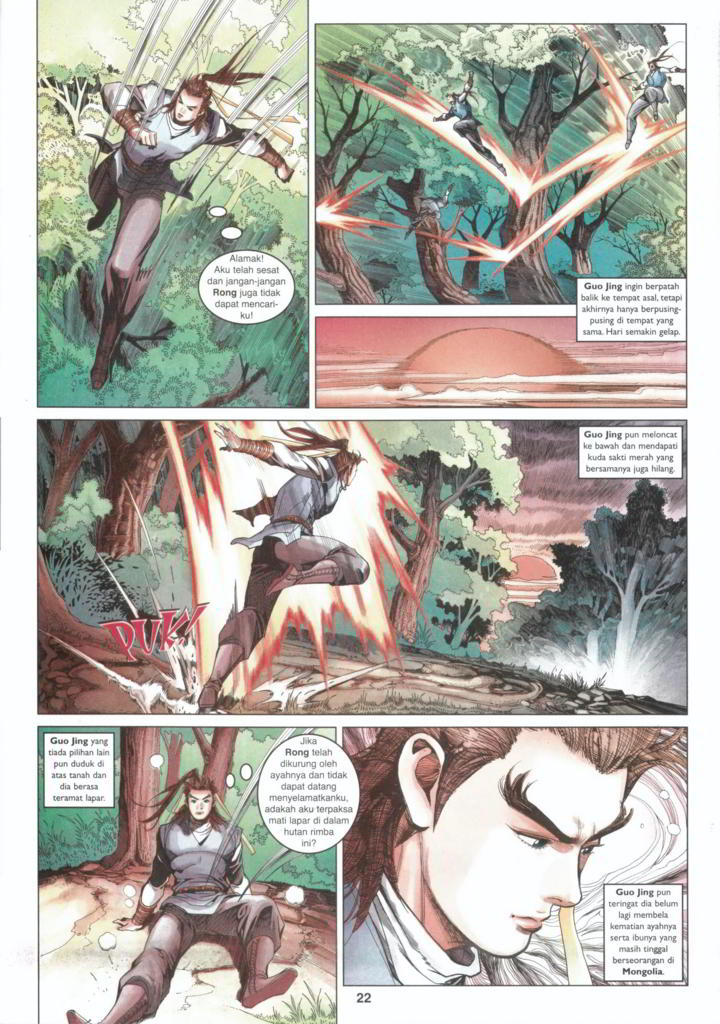 Alamak!
Aku telah sesat
dan jangan-jangan
Rong juga tidak
dapat mencari-
ku!
Guo Jing ingin berpatah
balik ke tempat asal, tetapi
akhirnya hanya berpusing-
pusing di tempat yang
sama. Hari semakin gelap.
Guo Jing pun meloncat
ke bawah dan mendapati
kuda sakti merah yang
bersamanya juga hilang.
PUK!
Guo Jing yang
tiada pilihan lain
pun duduk di
atas tanah dan
dia berasa
teramat lapar.
Jika
Rong telah
dikurung oleh
ayahnya dan tidak
dapat datang
menyelamatkanku,
adakah aku terpaksa
mati lapar di dalam
hutan rimba
ini?
Guo Jing pun
teringat dia belum
lagi membela
kematian ayahnya
serta ibunya yang
masih tinggal
berseorangan di
Mongolia.
22